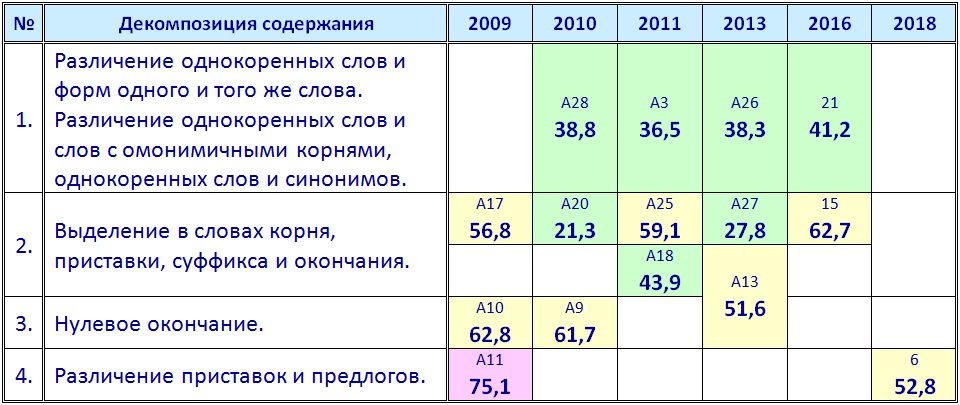 № Декомпозиция содержания 2009 2010 2011 2013 2016 2018
1.
Различение однокоренных слов и
форм одного и того же слова.
Различение однокоренных слов и
слов с омонимичными корнями,
однокоренных слов и синонимов.
А28 А3 А26 21
38,8 36,5 38,3 41,2
2.
Выделение в словах корня,
приставки, суффикса и окончания.
А17 А20 А25 А27 15
56,8 21,3 59,1 27,8 62,7
А18
43,9
А13
51,6
3. Нулевое окончание.
А10 А9
62,8 61,7
4. Различение приставок и предлогов.
А11 6
75,1 52,8